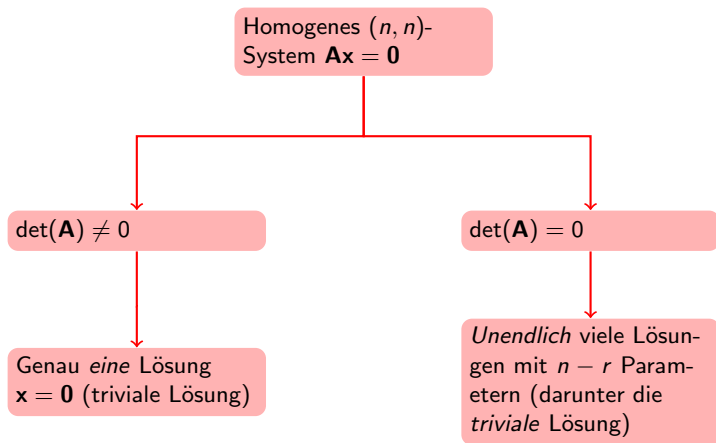 Homogenes (n, n)-
System Ax = 0
det(A) ≠ 0
det(A) = 0
Genau eine Lösung
x = 0 (triviale Lösung)
Unendlich viele Lösun-
gen mit n − r Param-
etern (darunter die
triviale Lösung)